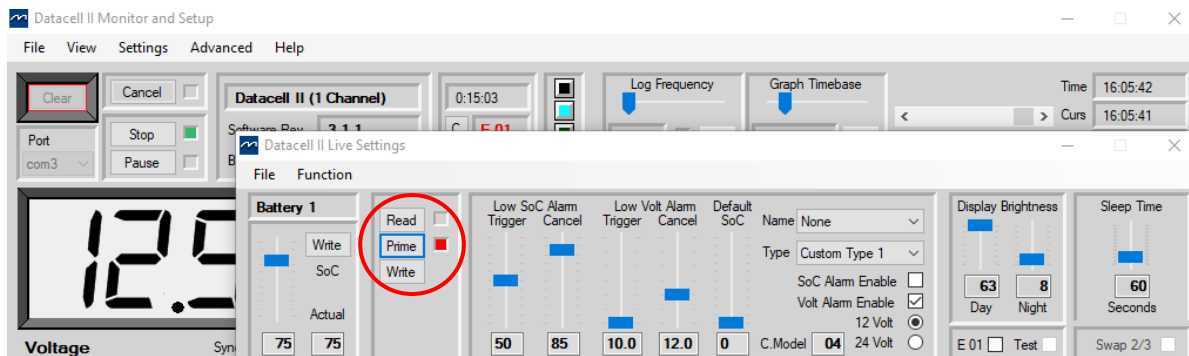 Datacell II Monitor and Setup
File View Settings Advanced Help
Clear
Cancel
Datacell II (1 Channel)
0:15:03
Log Frequency
Graph Timebase
Time 16:05:42
Curs 16:05:41
Port
com3
Stop
Pause
3.1.1
C E 01
Datacell II Live Settings
File Function
Battery 1
Write
SoC
Actual
75 75
Read
Prime
Write
Low SoC Alarm
Trigger Cancel
50 85
Low Volt Alarm
Trigger Cancel
10.0 12.0
Default
SoC
0
Name None
Type Custom Type 1
SoC Alarm Enable
Volt Alarm Enable
12 Volt
C.Model 04 24 Volt
Display Brightness
63 8
Day Night
E 01 Test
Sleep Time
60
Seconds
Swap 2/3
12.
Voltage